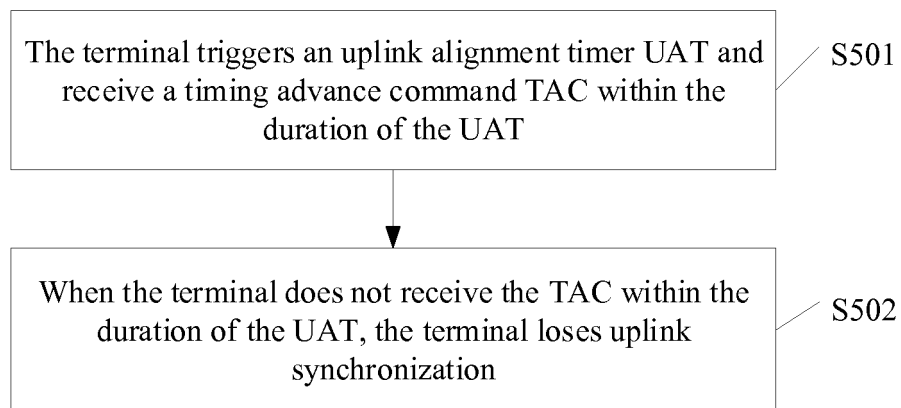 The terminal triggers an uplink alignment timer UAT and
receive a timing advance command TAC within the
duration of the UAT
S501
When the terminal does not receive the TAC within the
duration of the UAT, the terminal loses uplink
synchronization
S502